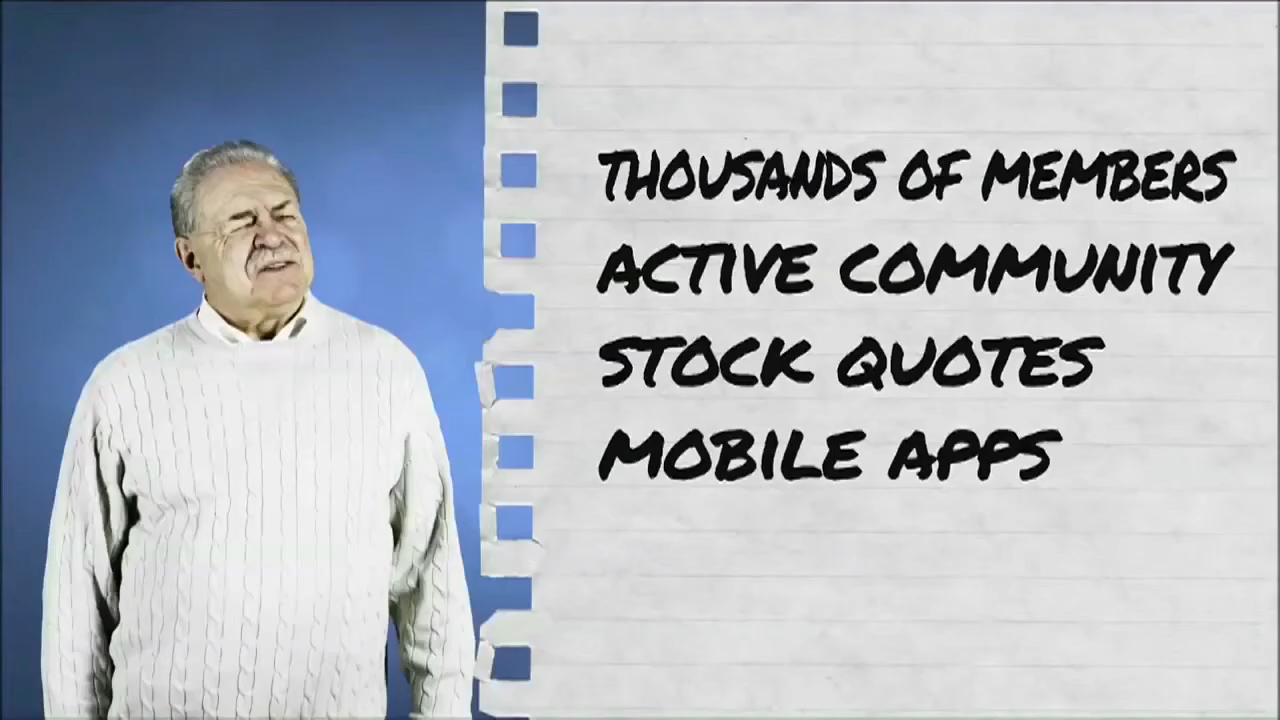 THOUSANDS OF MEMBERS
ACTIVE COMMUNITY
STOCK QUOTES
MOBILE APPS